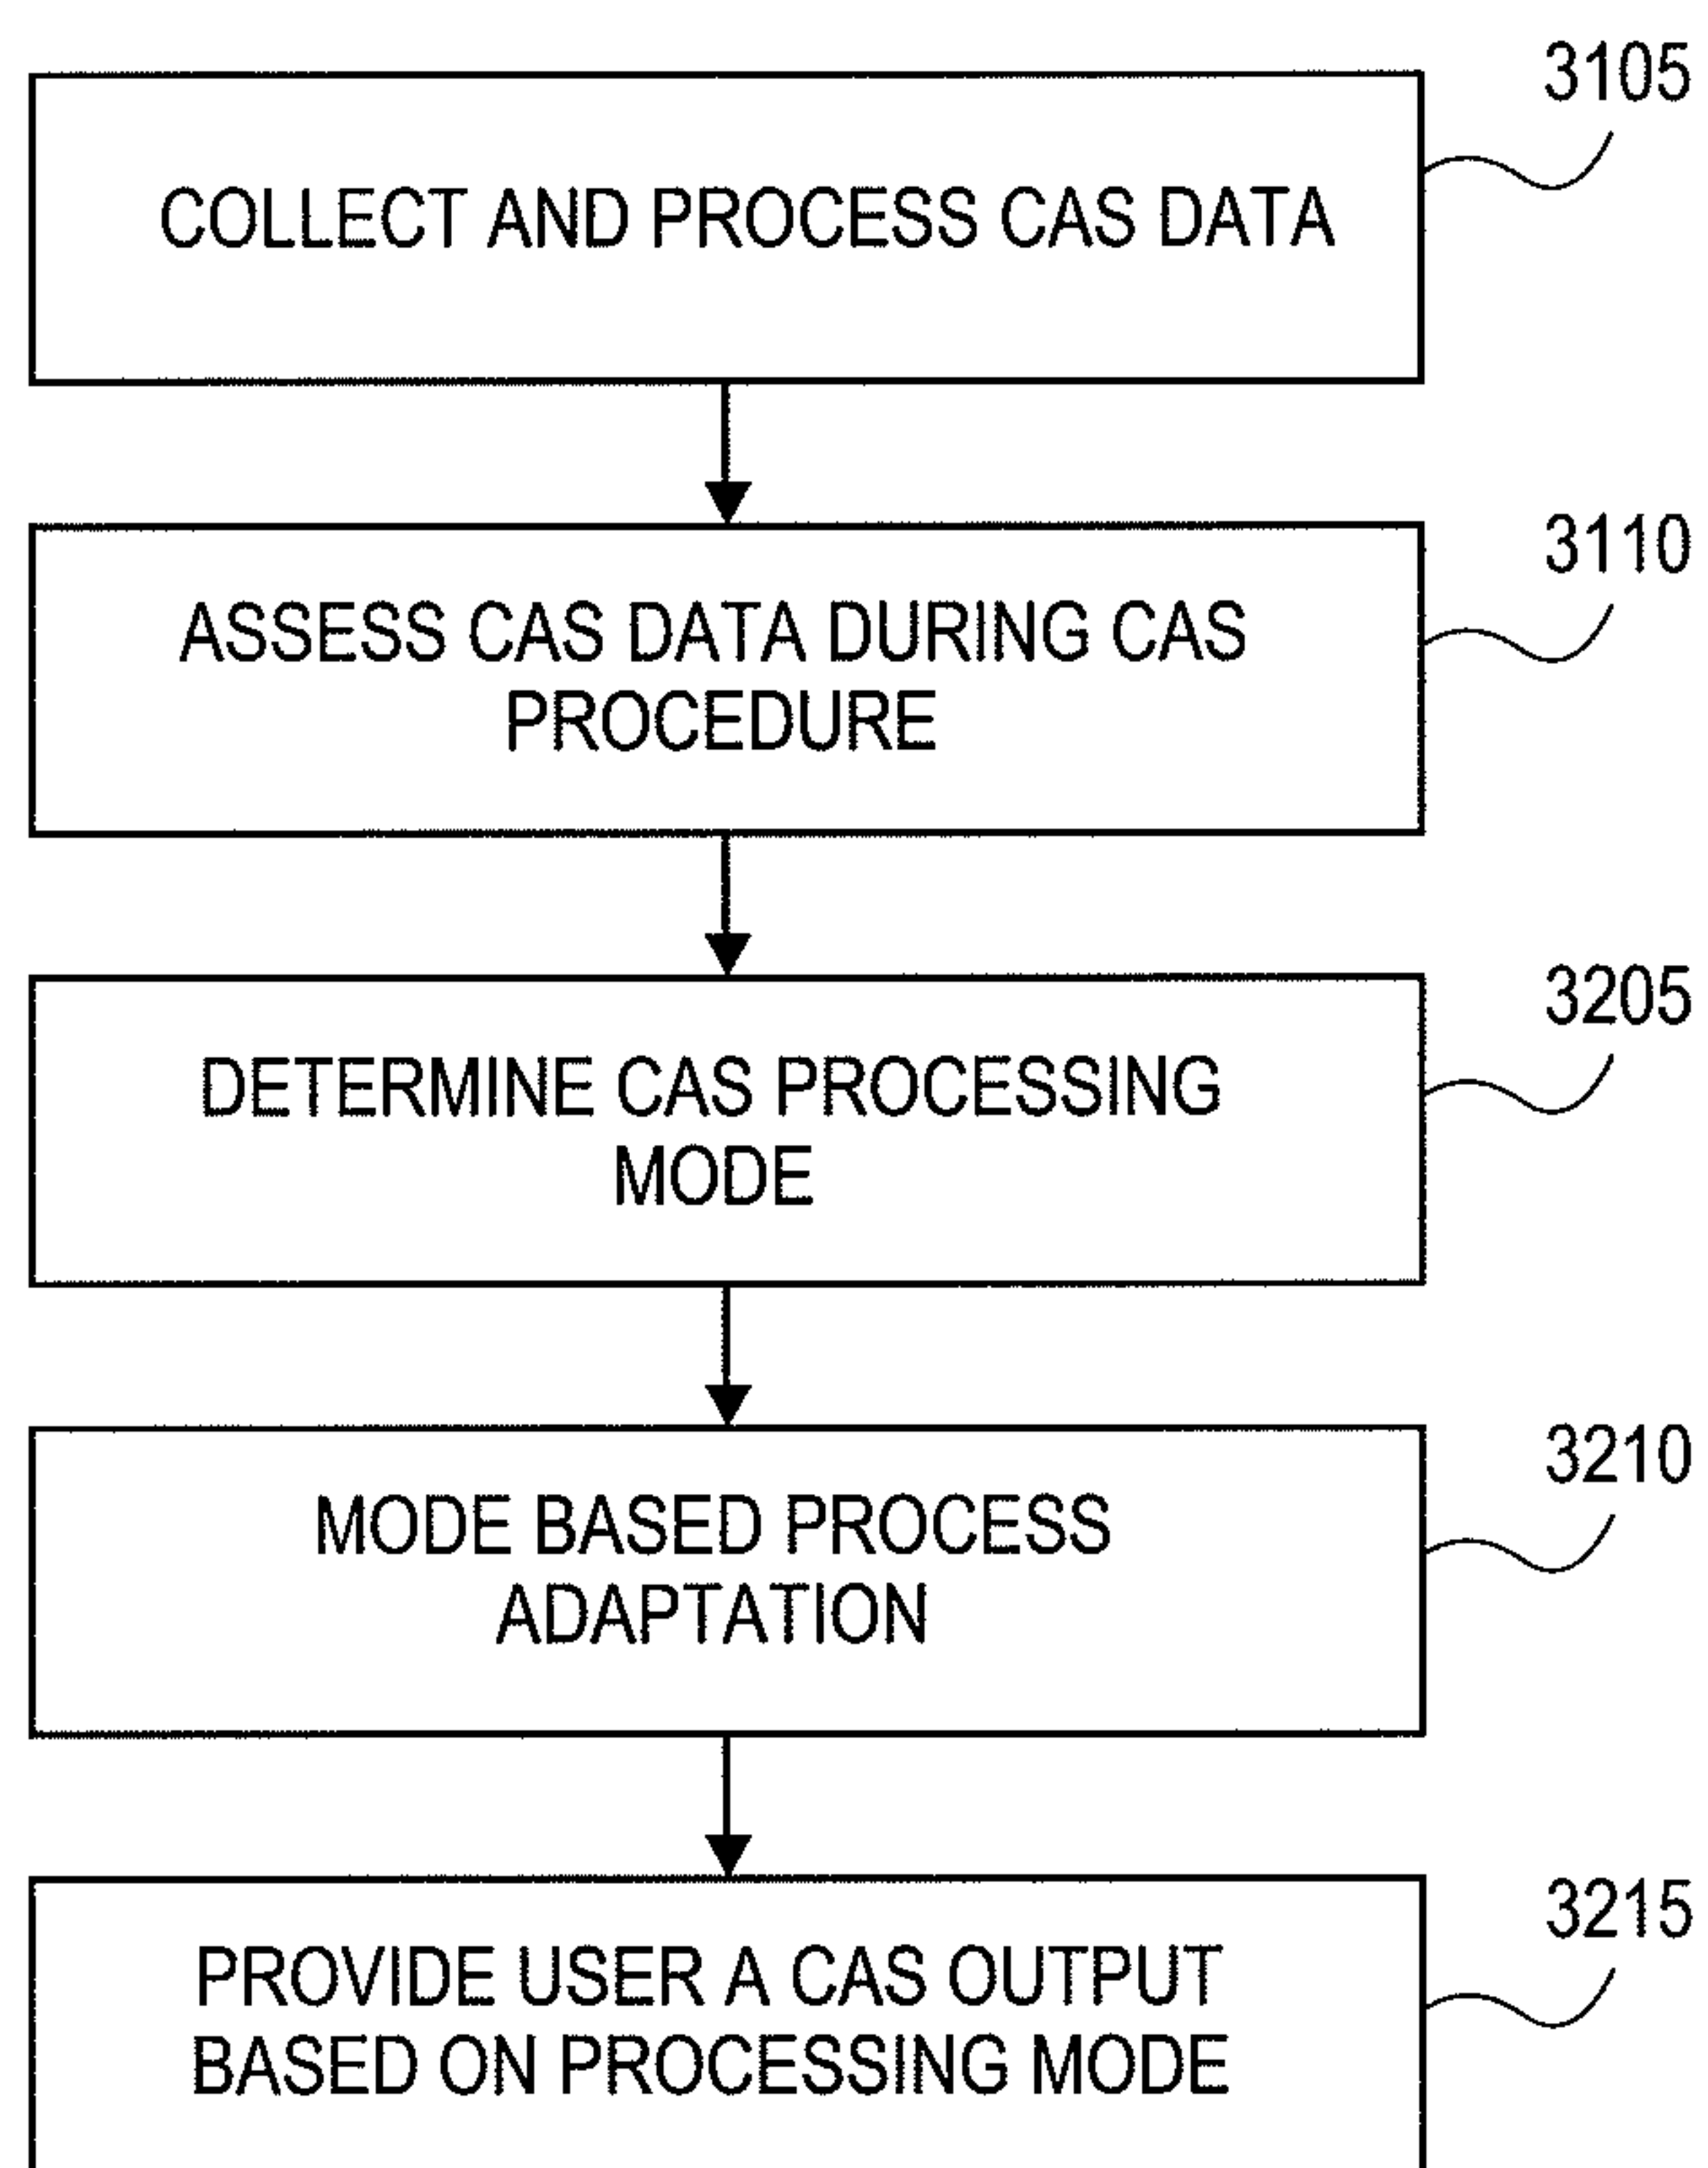 3105
COLLECT AND PROCESS CAS DATA
3110
ASSESS CAS DATA DURING CAS
PROCEDURE
3205
DETERMINE CAS PROCESSING
MODE
3210
MODE BASED PROCESS
ADAPTATION
3215
PROVIDE USER A CAS OUTPUT
BASED ON PROCESSING MODE